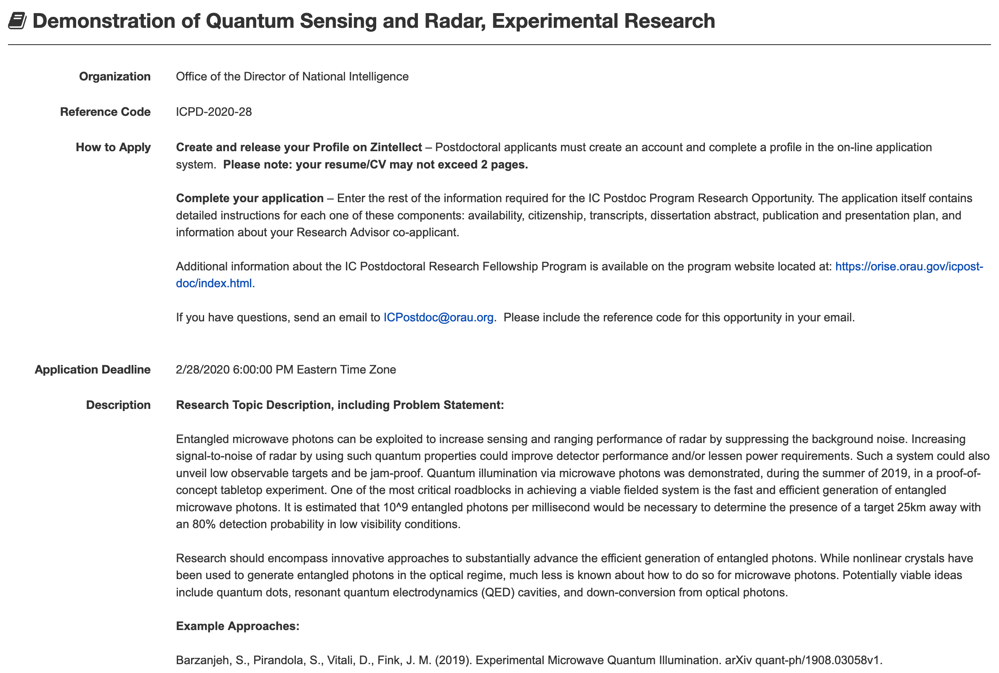 Demonstration of Quantum Sensing and Radar, Experimental Research
Organization
Office of the Director of National Intelligence
Reference Code
ICPD-2020-28
How to Apply
Create and release your Profile on Zintellect – Postdoctoral applicants must create an account and complete a profile in the on-line application
system.  Please note: your resume/CV may not exceed 2 pages.
Complete your application – Enter the rest of the information required for the IC Postdoc Program Research Opportunity. The application itself contains
detailed instructions for each one of these components: availability, citizenship, transcripts, dissertation abstract, publication and presentation plan, and
information about your Research Advisor co-applicant.
Additional information about the IC Postdoctoral Research Fellowship Program is available on the program website located at: https://orise.orau.gov/icpost-
doc/index.html.
If you have questions, send an email to ICPostdoc@orau.org.  Please include the reference code for this opportunity in your email.
Application Deadline
2/28/2020 6:00:00 PM Eastern Time Zone
Description
Research Topic Description, including Problem Statement:
Entangled microwave photons can be exploited to increase sensing and ranging performance of radar by suppressing the background noise. Increasing
signal-to-noise of radar by using such quantum properties could improve detector performance and/or lessen power requirements. Such a system could also
unveil low observable targets and be jam-proof. Quantum illumination via microwave photons was demonstrated, during the summer of 2019, in a proof-of-
concept tabletop experiment. One of the most critical roadblocks in achieving a viable fielded system is the fast and efficient generation of entangled
microwave photons. It is estimated that 10^9 entangled photons per millisecond would be necessary to determine the presence of a target 25km away with
an 80% detection probability in low visibility conditions.
Research should encompass innovative approaches to substantially advance the efficient generation of entangled photons. While nonlinear crystals have
been used to generate entangled photons in the optical regime, much less is known about how to do so for microwave photons. Potentially viable ideas
include quantum dots, resonant quantum electrodynamics (QED) cavities, and down-conversion from optical photons.
Example Approaches:
Barzanjeh, S., Pirandola, S., Vitali, D., Fink, J. M. (2019). Experimental Microwave Quantum Illumination. arXiv quant-ph/1908.03058v1.